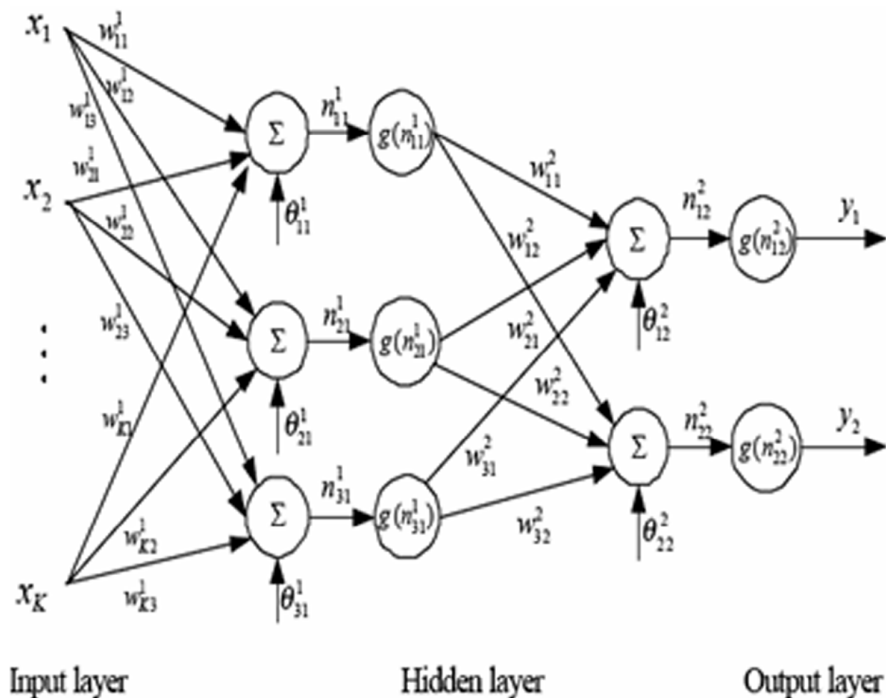 x₁
w¹₁₁
w¹₁₂
w¹₁₃
n¹₁₁
g(n¹₁₁)
w¹₂₁
x₂
w¹₂₂
θ¹₁₁
w²₁₁
n²₁₂
y₁
w²₁₂
Σ
Σ
g(n²₁₂)
w¹₂₃
n¹₂₁
Σ
g(n¹₂₁)
w²₂₁
θ²₁₂
⋮
w²₂₂
w¹K1
θ¹₂₁
n²₂₂
y₂
w²₃₁
Σ
g(n²₂₂)
n¹₃₁
Σ
g(n¹₃₁)
w²₃₂
θ²₂₂
w¹K2
xK
w¹K3
θ¹₃₁
Input layer Hidden layer Output layer